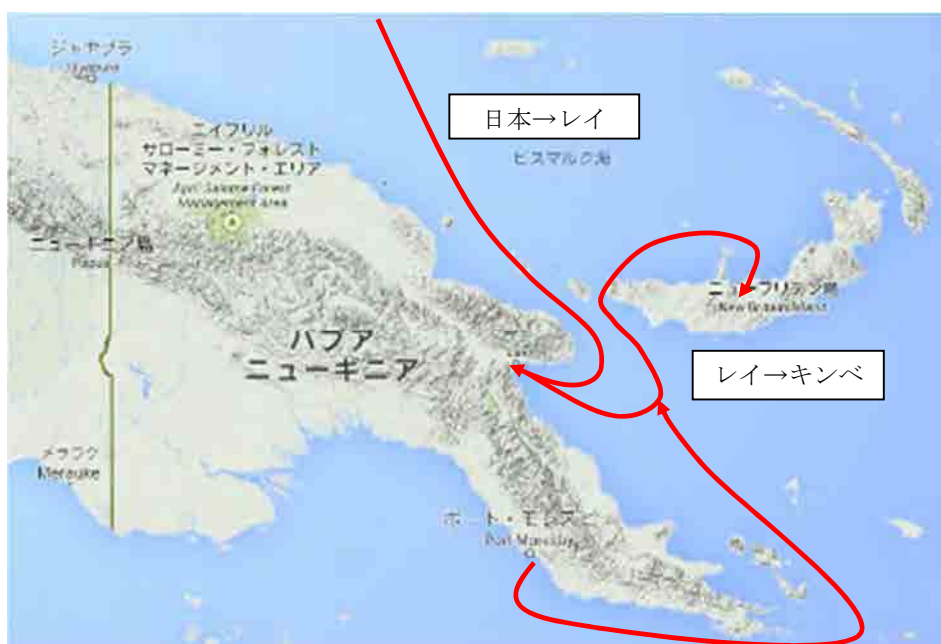 ジャヤプラ
日本→レイ
ビスマルク海
エイプリル
サローミー・フォレスト
マネージメント・エリア
April Salome Forest
Management area
ニューギニア島
Papua
ニューブリテン島
New Britain Island
パプア
ニューギニア
レイ→キンベ
メラウケ
Merauke
ポート・モレスビー
Port Moresby